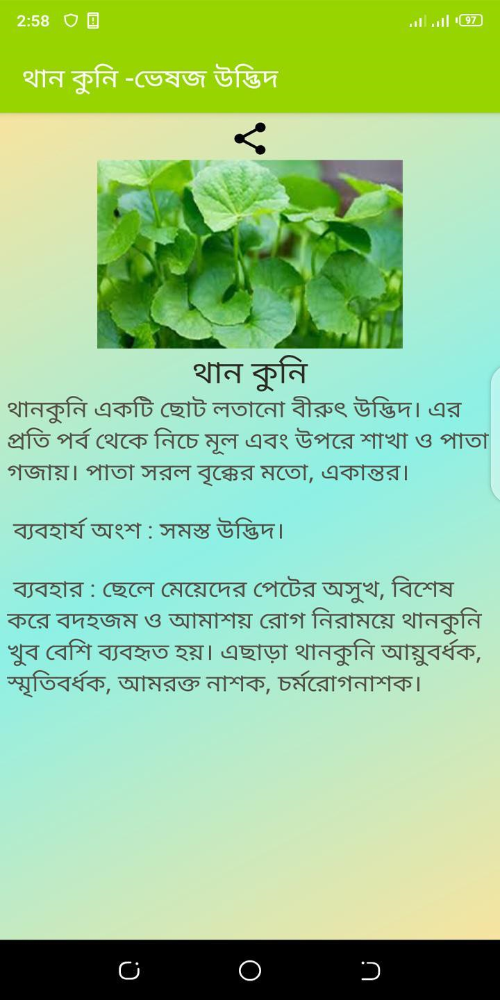 2:58
97
থান কুনি -ভেষজ উদ্ভিদ
থান কুনি
থানকুনি একটি ছোট লতানো বীরুৎ উদ্ভিদ। এর
প্রতি পর্ব থেকে নিচে মূল এবং উপরে শাখা ও পাতা
গজায়। পাতা সরল বৃক্কের মতো, একান্তর।
ব্যবহার্য অংশ : সমস্ত উদ্ভিদ।
ব্যবহার : ছেলে মেয়েদের পেটের অসুখ, বিশেষ
করে বদহজম ও আমাশয় রোগ নিরাময়ে থানকুনি
খুব বেশি ব্যবহৃত হয়। এছাড়া থানকুনি আয়ুবর্ধক,
স্মৃতিবর্ধক, আমরক্ত নাশক, চর্মরোগনাশক।